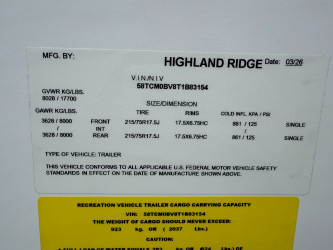 MFG. BY: HIGHLAND RIDGE Date: 03/26
V.I.N/N.I.V
GVWR KG/LBS. 58TCM0BV8T1B83154
8028 / 17700
SIZE/DIMENSION
GAWR KG/LBS. TIRE RIMS COLD INFL. KPA / PSI
3628 / 8000 FRONT 215/75R17.5J 17.5X6.75HC 861 / 125 SINGLE
/ / /
3628 / 8000 REAR 215/75R17.5J 17.5X6.75HC 861 / 125 SINGLE
TYPE OF VEHICLE: TRAILER
THIS VEHICLE CONFORMS TO ALL APPLICABLE U.S. FEDERAL MOTOR VEHICLE SAFETY
STANDARDS IN EFFECT ON THE DATE OF MANUFACTURE SHOWN ABOVE.
RECREATION VEHICLE TRAILER CARGO CARRYING CAPACITY
VIN: 58TCM0BV8T1B83154
THE WEIGHT OF CARGO SHOULD NEVER EXCEED:
923 kg. OR ( 2037 Lbs.)
CAUTION: